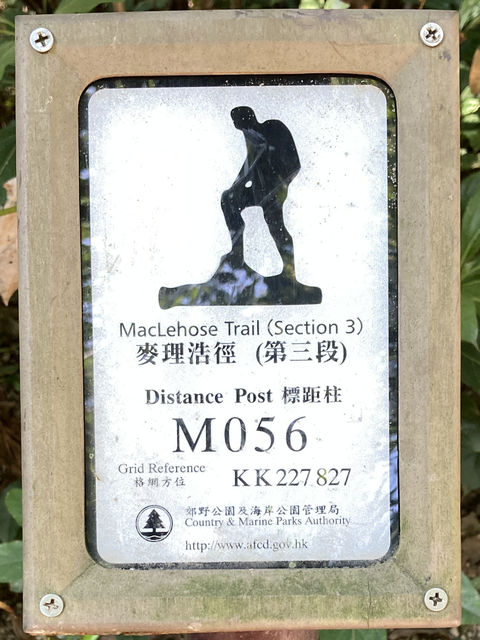 MacLehose Trail (Section 3)
麥理浩徑 (第三段)
Distance Post 標距柱
M056
Grid Reference KK227827
格網方位
郊野公園及海岸公園管理局
Country & Marine Parks Authority
http://www.afcd.gov.hk